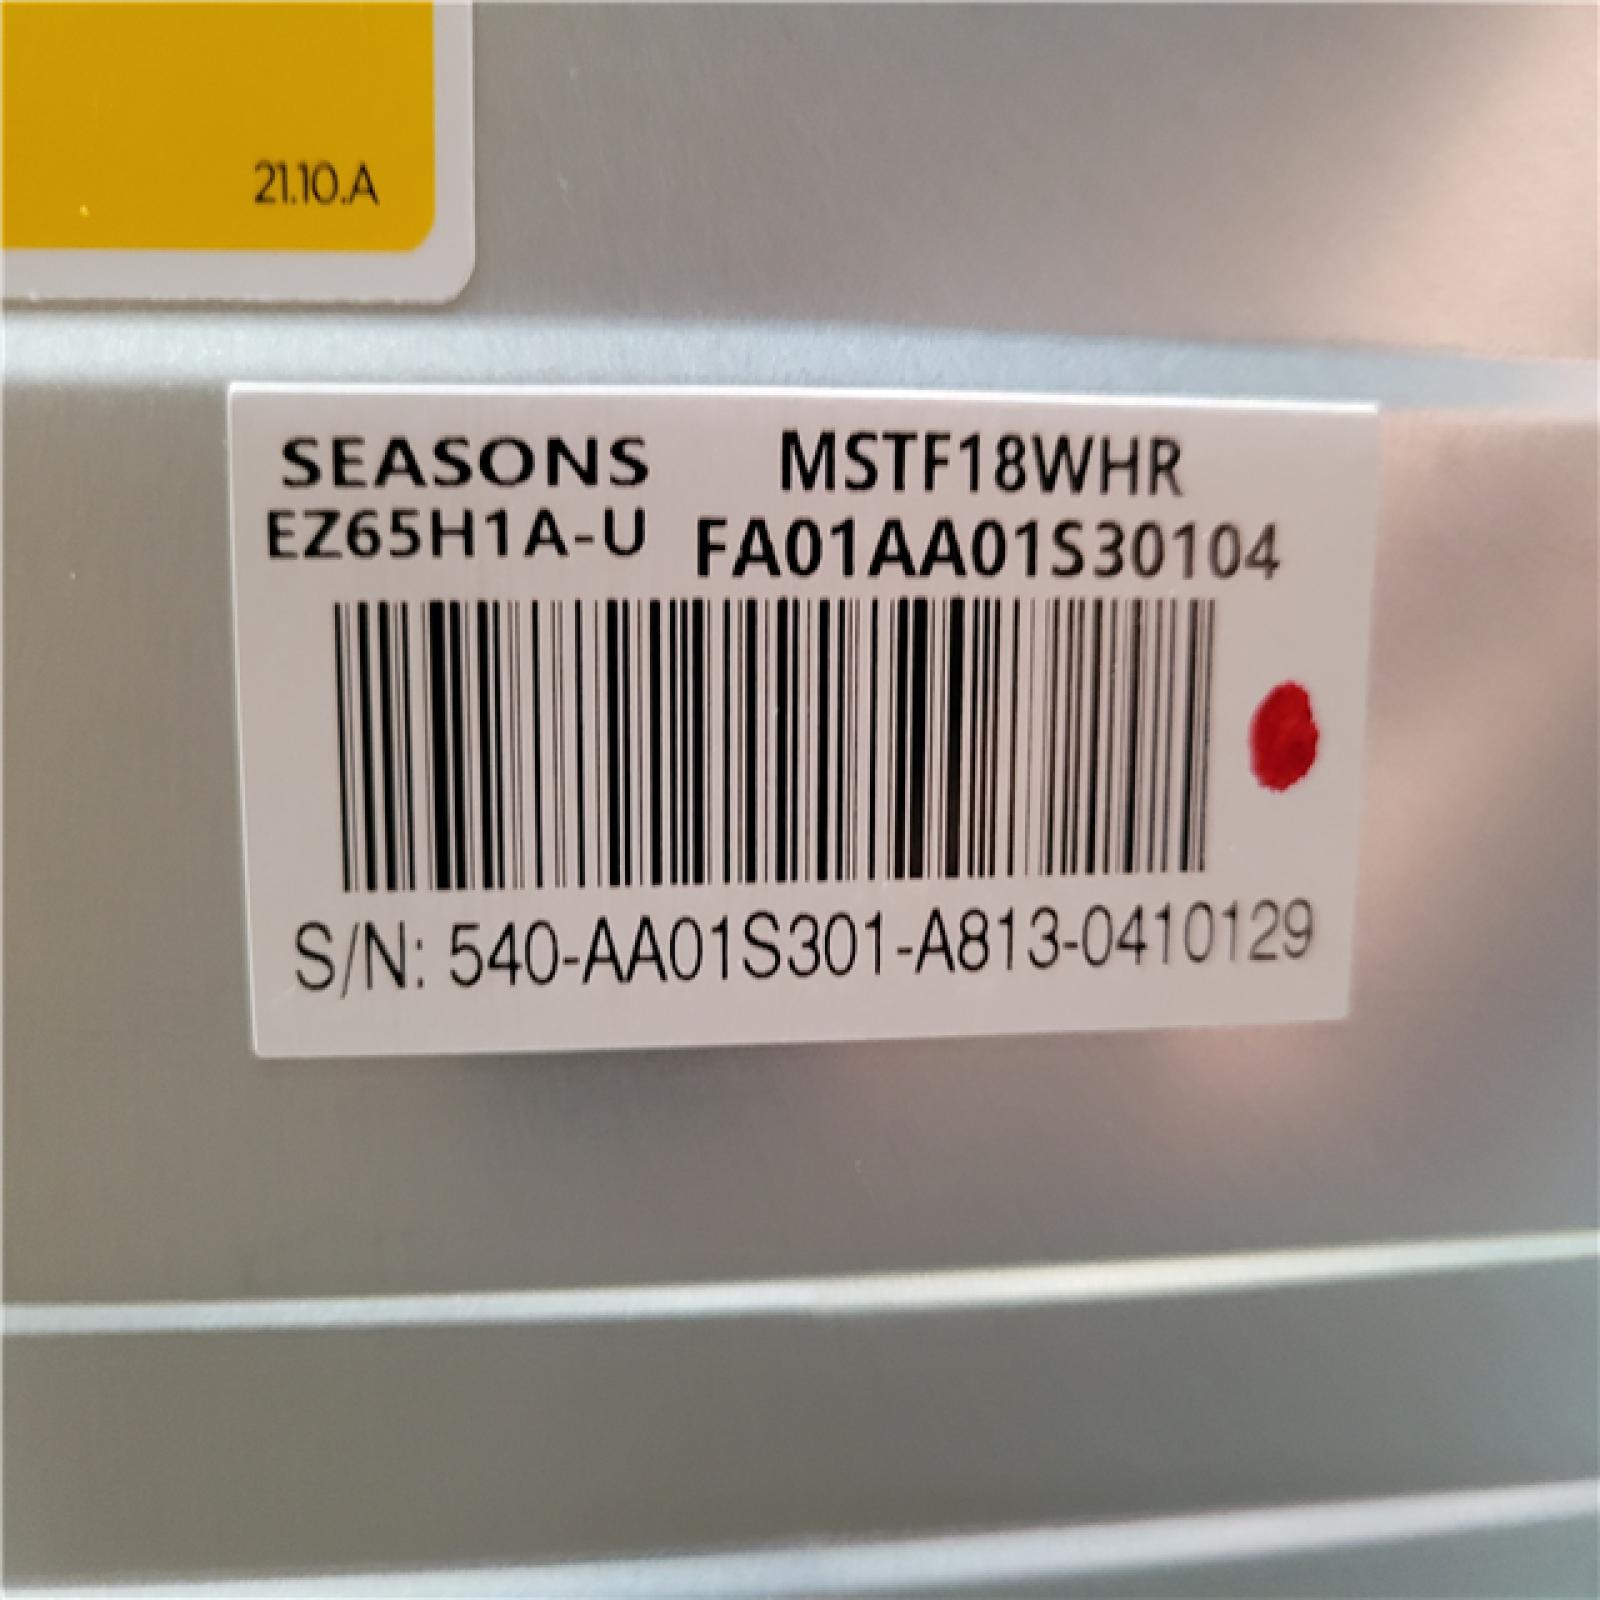 21.10.A
SEASONS MSTF18WHR
EZ65H1A-U FA01AA01S30104
S/N: 540-AA01S301-A813-0410129